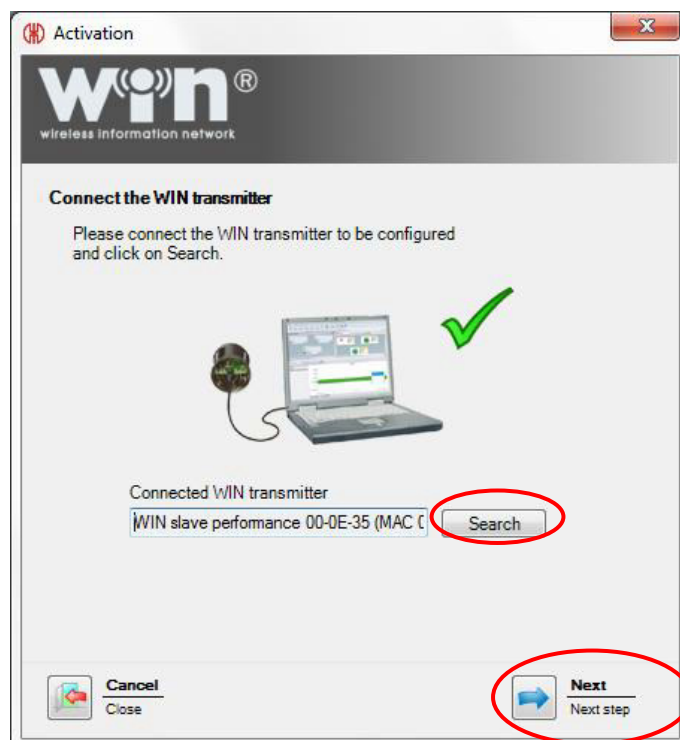 Activation
WIN®
wireless information network
Connect the WIN transmitter
Please connect the WIN transmitter to be configured
and click on Search.
Connected WIN transmitter
WIN slave performance 00-0E-35 (MAC
Search
Cancel
Close
Next
Next step